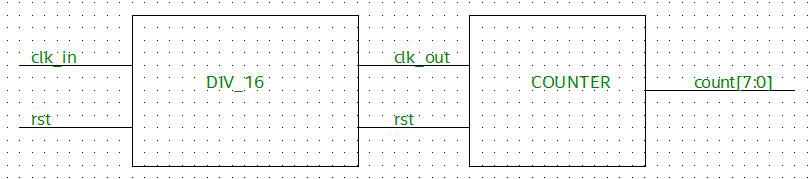 clk_in
clk_out
DIV_16
COUNTER
count[7:0]
rst
rst